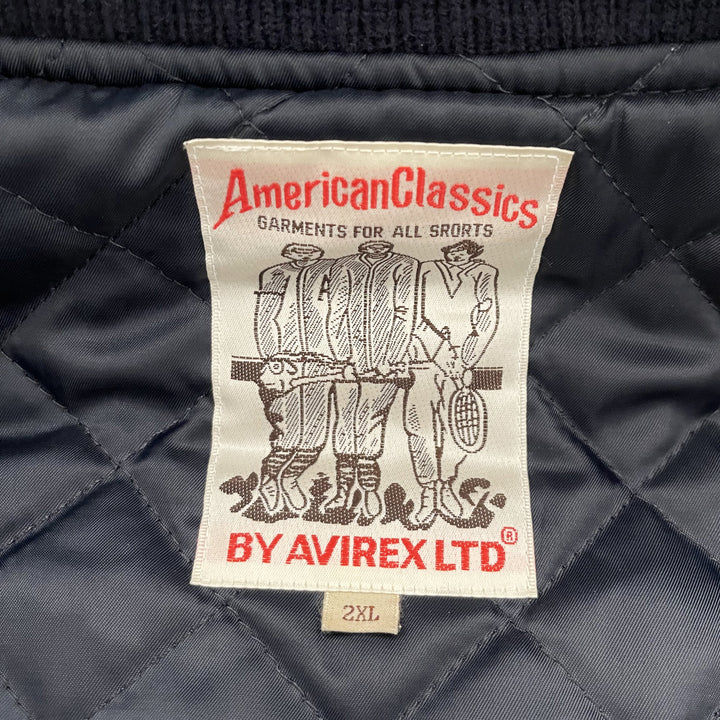 AmericanClassics
GARMENTS FOR ALL SRORTS
BY AVIREX LTD®
2XL